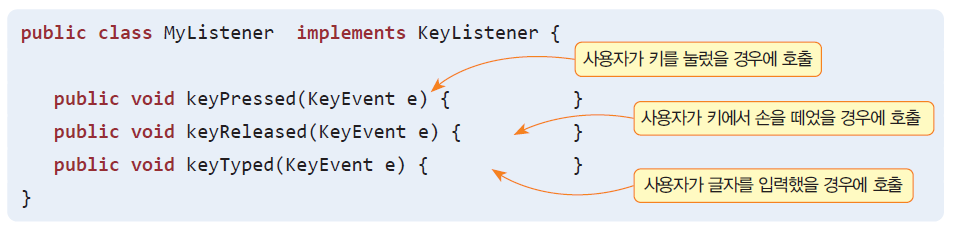 public class MyListener  implements KeyListener {
사용자가 키를 눌렀을 경우에 호출
public void keyPressed(KeyEvent e) {            }
사용자가 키에서 손을 떼었을 경우에 호출
public void keyReleased(KeyEvent e) {          }
public void keyTyped(KeyEvent e) {             }
사용자가 글자를 입력했을 경우에 호출
}